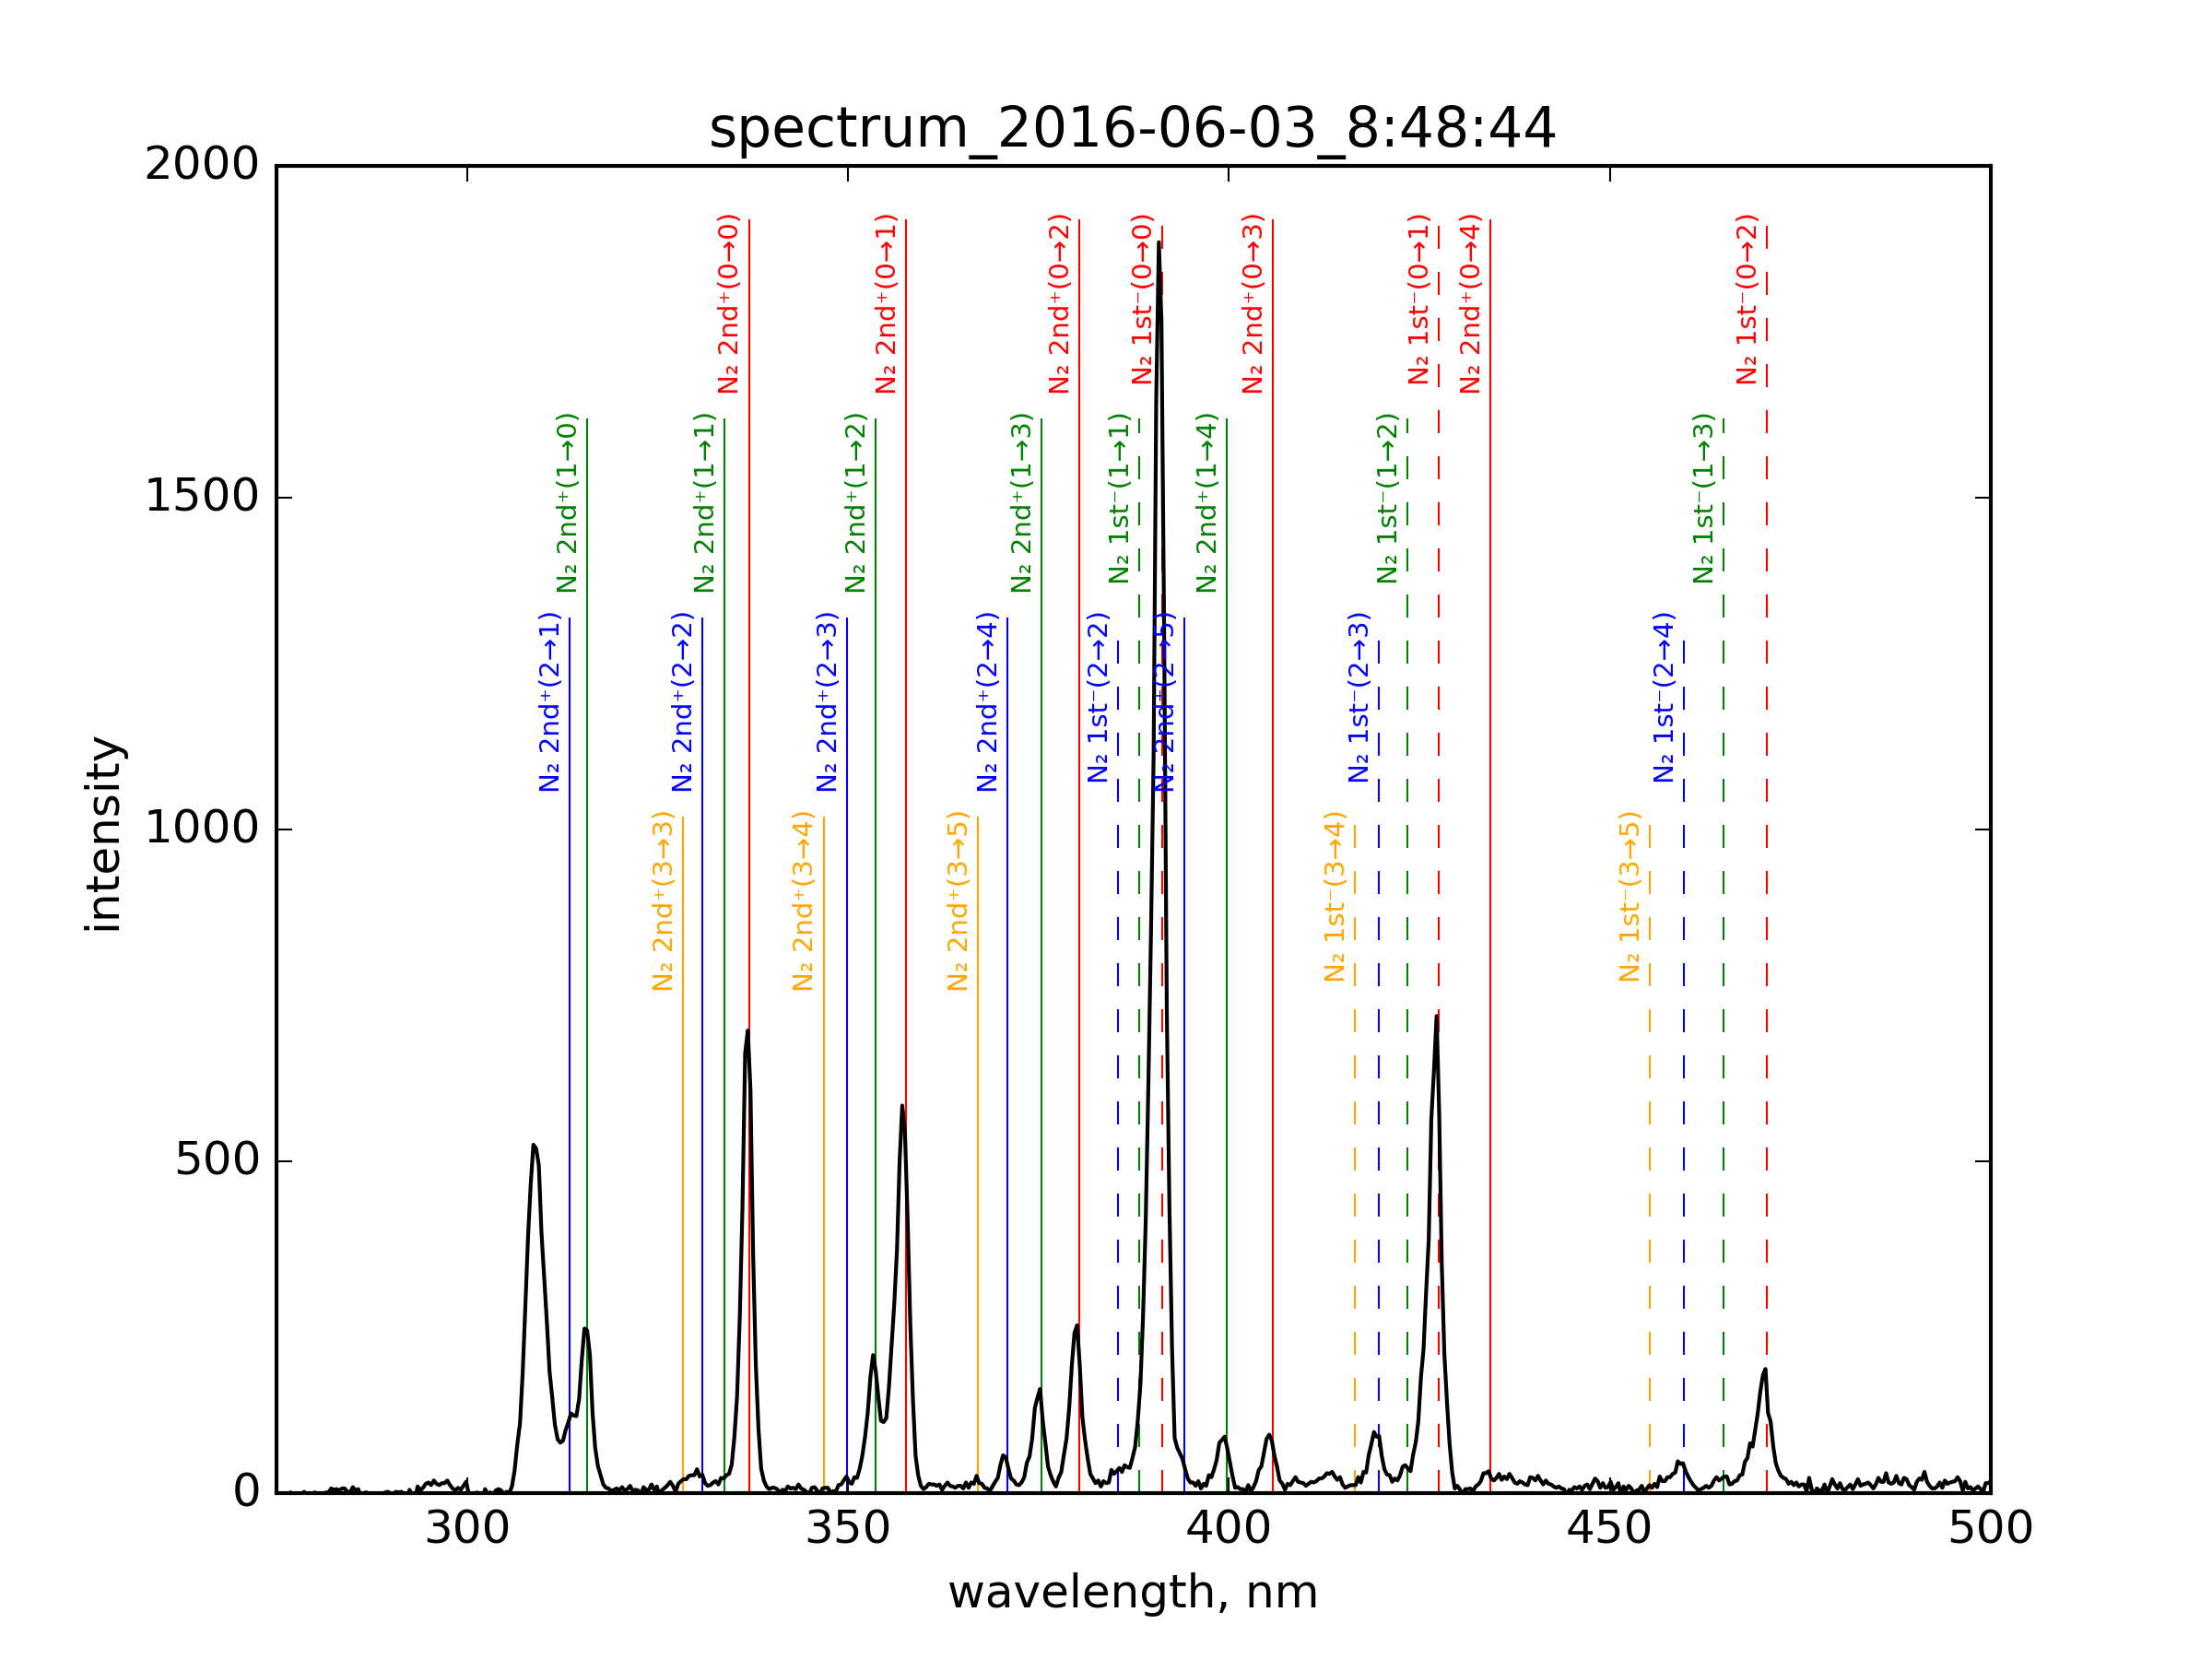 spectrum_2016-06-03_8:48:44
2000
1500
1000
500
0
intensity
N₂ 2nd⁺(0→0)
N₂ 2nd⁺(0→1)
N₂ 2nd⁺(0→2)
N₂ 1st⁻(0→0)
N₂ 2nd⁺(0→3)
N₂ 1st⁻(0→1)
N₂ 2nd⁺(0→4)
N₂ 1st⁻(0→2)
N₂ 2nd⁺(1→0)
N₂ 2nd⁺(1→1)
N₂ 2nd⁺(1→2)
N₂ 2nd⁺(1→3)
N₂ 1st⁻(1→1)
N₂ 2nd⁺(1→4)
N₂ 1st⁻(1→2)
N₂ 1st⁻(1→3)
N₂ 2nd⁺(2→1)
N₂ 2nd⁺(2→2)
N₂ 2nd⁺(2→3)
N₂ 2nd⁺(2→4)
N₂ 1st⁻(2→2)
N₂ 2nd⁺(2→5)
N₂ 1st⁻(2→3)
N₂ 1st⁻(2→4)
N₂ 2nd⁺(3→3)
N₂ 2nd⁺(3→4)
N₂ 2nd⁺(3→5)
N₂ 1st⁻(3→4)
N₂ 1st⁻(3→5)
300 350 400 450 500
wavelength, nm